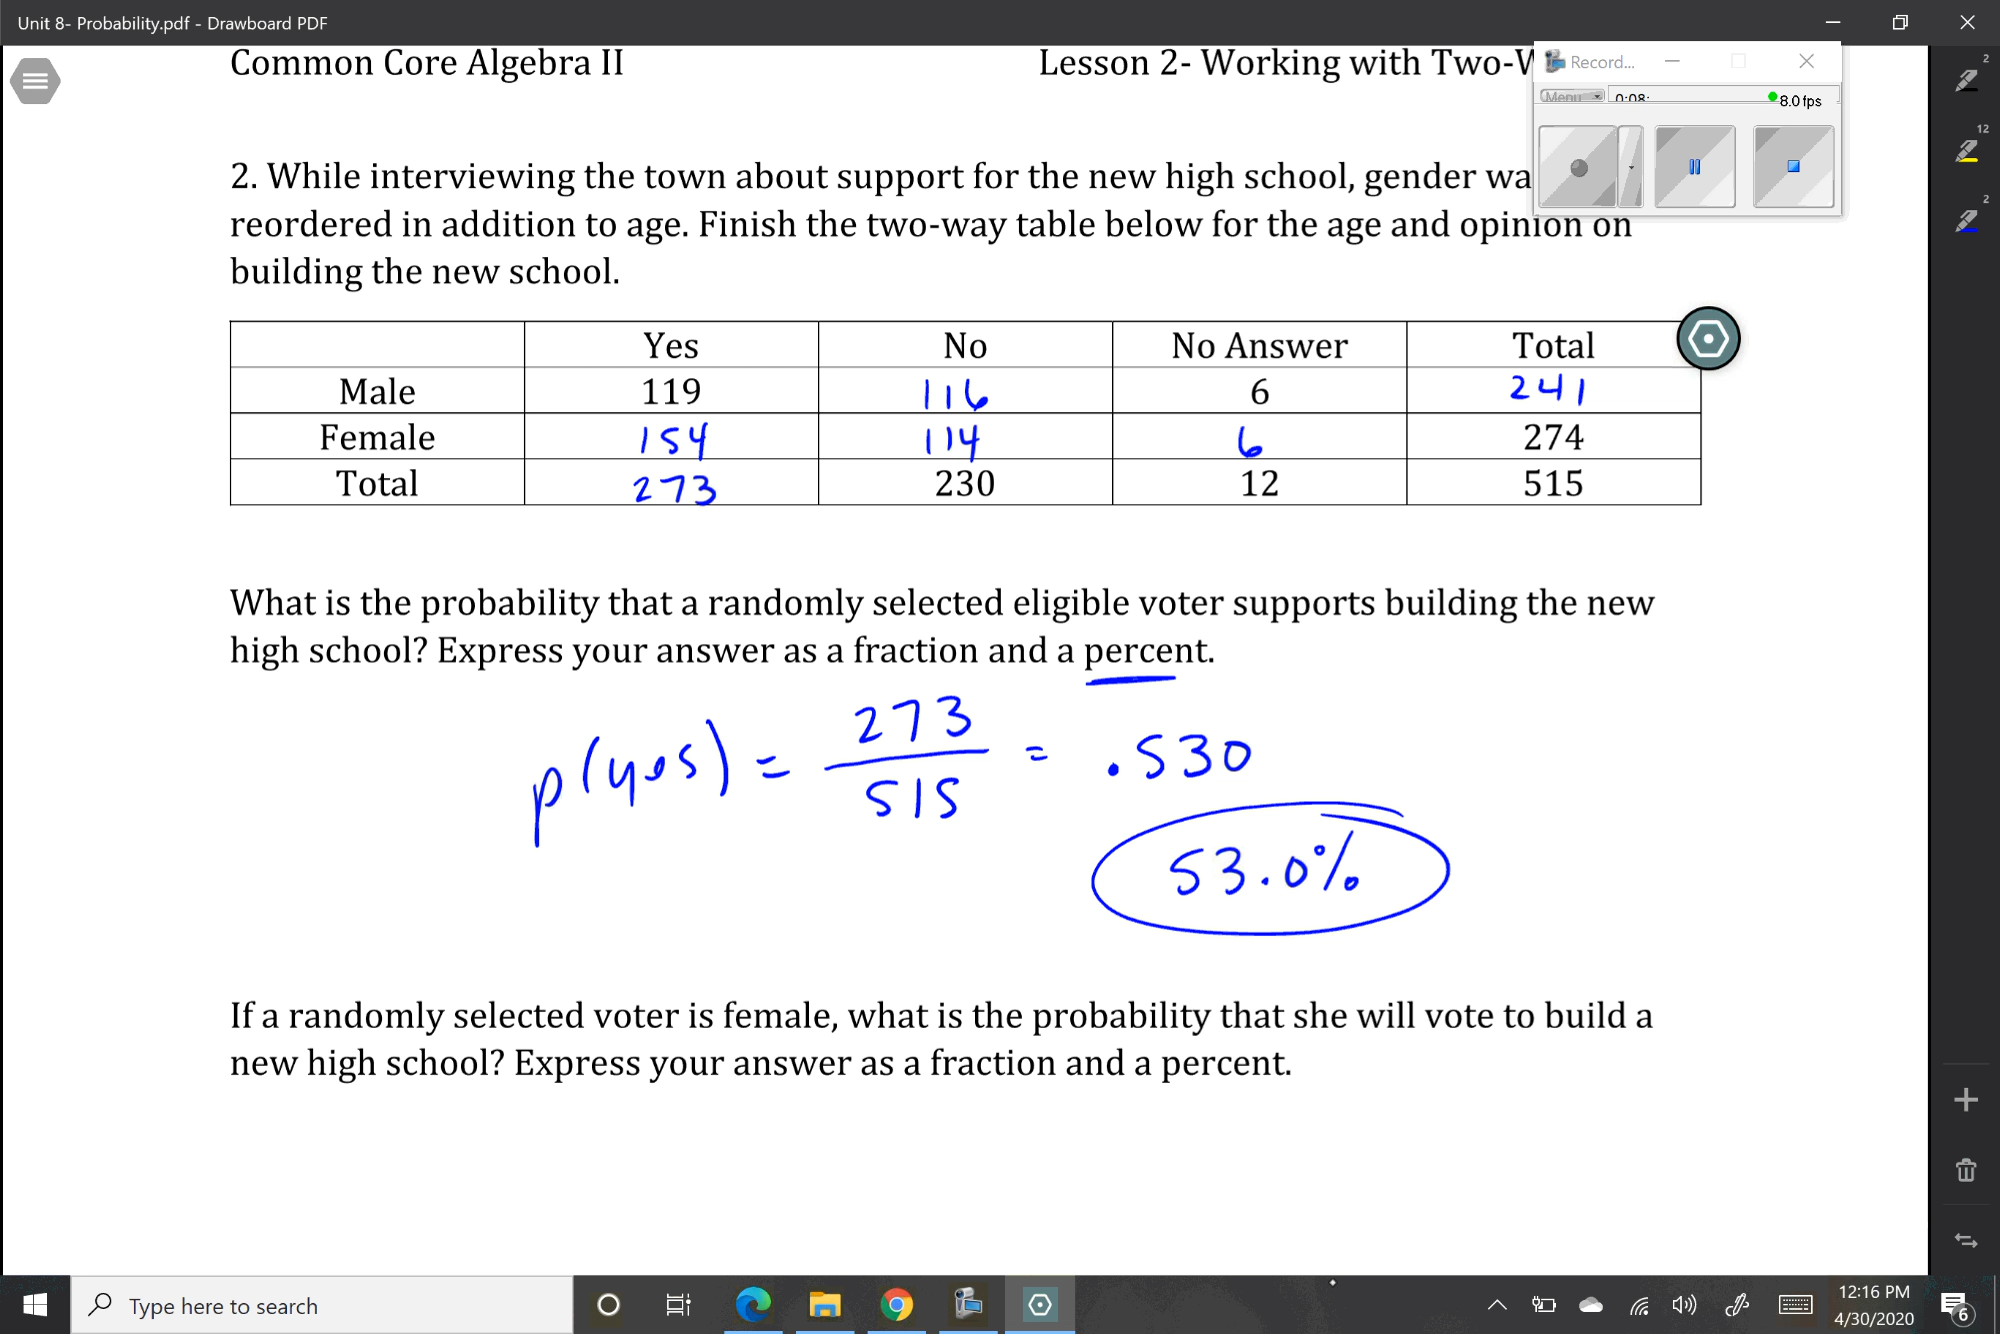 Unit 8- Probability.pdf - Drawboard PDF
Common Core Algebra II Lesson 2- Working with Two-W
Record...
Menu 0:08: 8.0 fps
2
12
2
2. While interviewing the town about support for the new high school, gender wa
reordered in addition to age. Finish the two-way table below for the age and opinion on
building the new school.
Yes No No Answer Total
Male 119 116 6 241
Female 154 114 6 274
Total 273 230 12 515
What is the probability that a randomly selected eligible voter supports building the new
high school? Express your answer as a fraction and a percent.
p(yes) = 273/515 = .530
53.0%
If a randomly selected voter is female, what is the probability that she will vote to build a
new high school? Express your answer as a fraction and a percent.
Type here to search
12:16 PM
4/30/2020
6